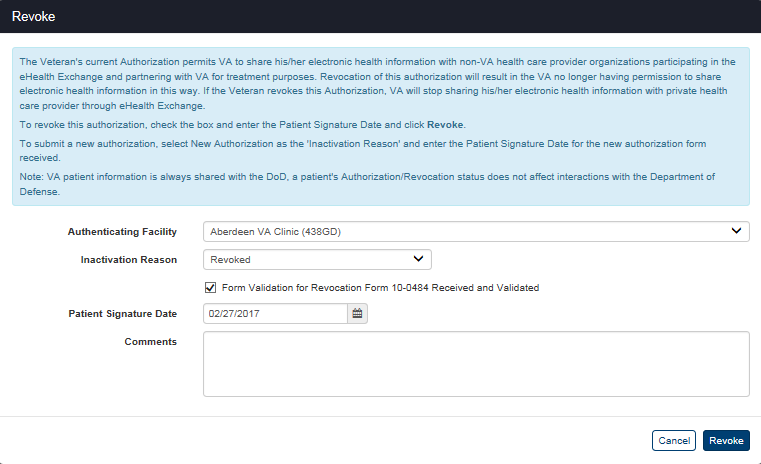 Revoke
The Veteran's current Authorization permits VA to share his/her electronic health information with non-VA health care provider organizations participating in the
eHealth Exchange and partnering with VA for treatment purposes. Revocation of this authorization will result in the VA no longer having permission to share
electronic health information in this way. If the Veteran revokes this Authorization, VA will stop sharing his/her electronic health information with private health
care provider through eHealth Exchange.
To revoke this authorization, check the box and enter the Patient Signature Date and click Revoke.
To submit a new authorization, select New Authorization as the 'Inactivation Reason' and enter the Patient Signature Date for the new authorization form
received.
Note: VA patient information is always shared with the DoD, a patient's Authorization/Revocation status does not affect interactions with the Department of
Defense.
Authenticating Facility Aberdeen VA Clinic (438GD)
Inactivation Reason Revoked
Form Validation for Revocation Form 10-0484 Received and Validated
Patient Signature Date 02/27/2017
Comments
Cancel Revoke